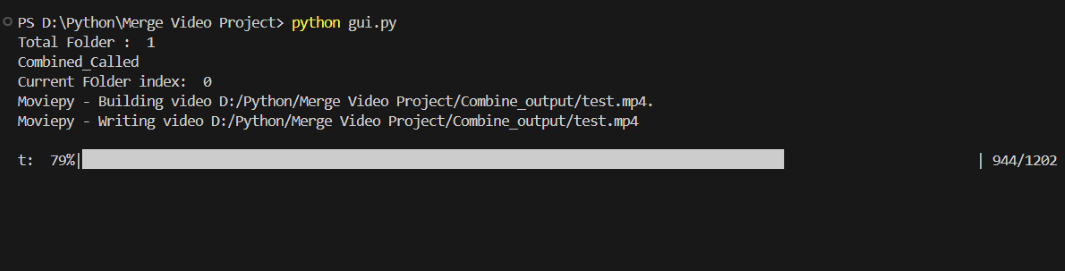 PS D:\Python\Merge Video Project> python gui.py
Total Folder :  1
Combined_Called
Current FOlder index:  0
Moviepy - Building video D:/Python/Merge Video Project/Combine_output/test.mp4.
Moviepy - Writing video D:/Python/Merge Video Project/Combine_output/test.mp4
t:  79%| | 944/1202